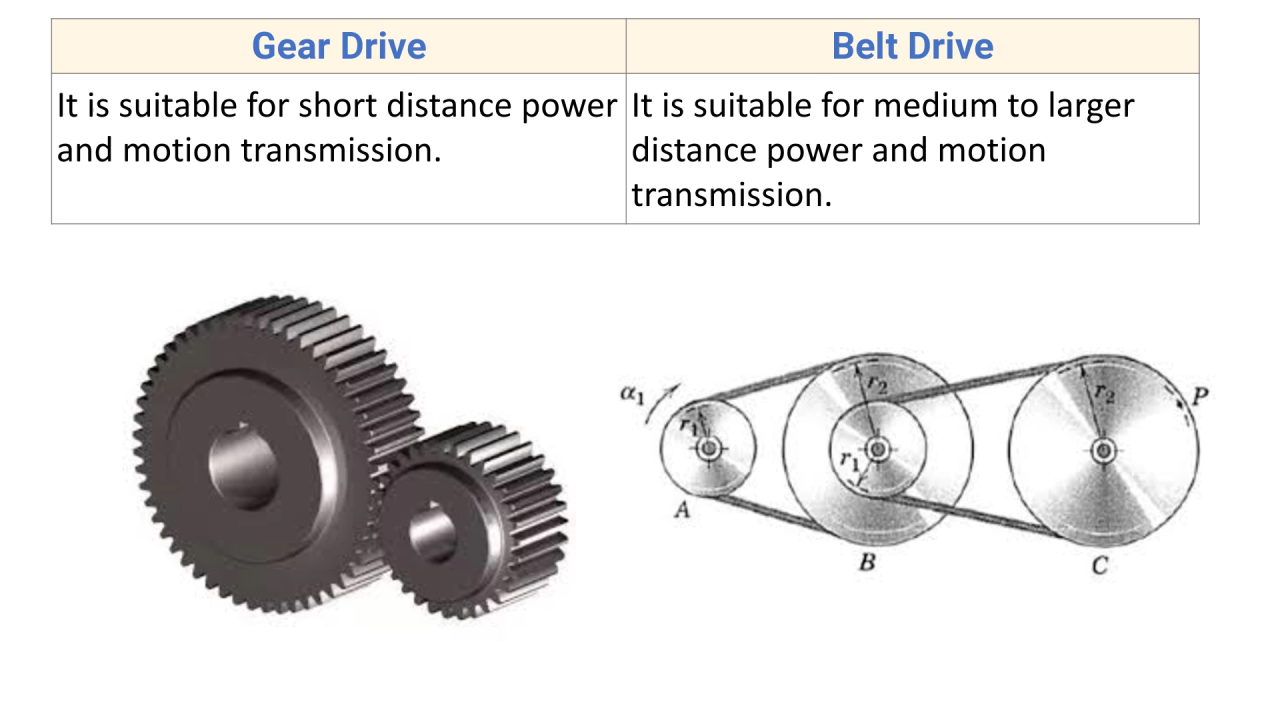 Gear Drive
Belt Drive
It is suitable for short distance power
and motion transmission.
It is suitable for medium to larger
distance power and motion
transmission.
α₁
r₁
A
r₂
r₁
B
r₂
P
C